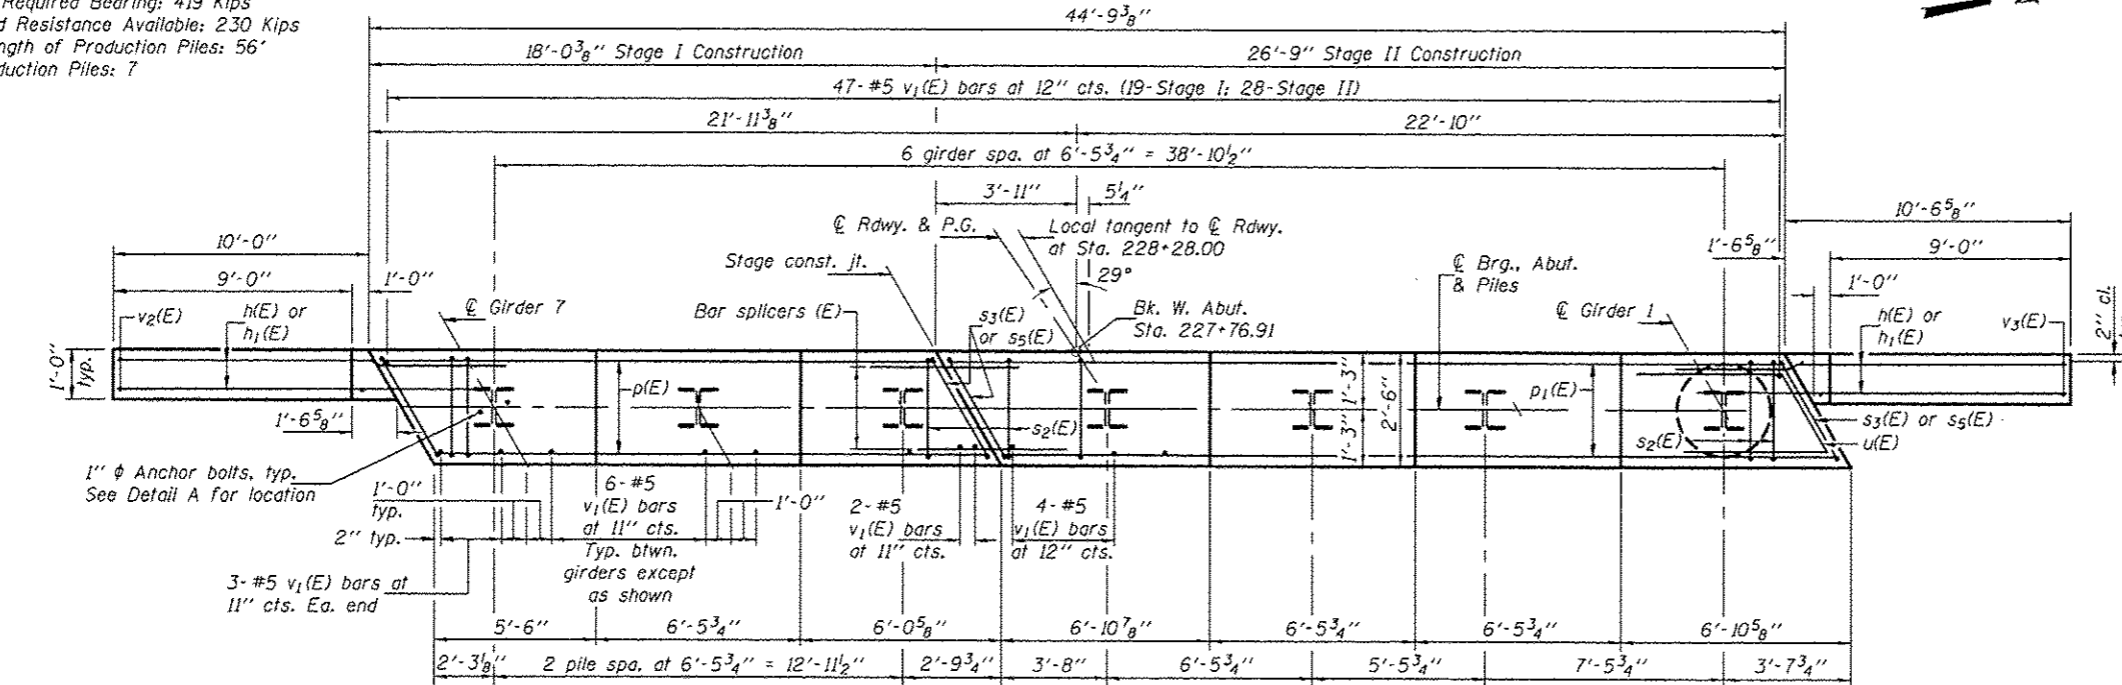 Required Bearing: 419 Kips
d Resistance Available: 230 Kips
ngth of Production Piles: 56'
duction Piles: 7
44'-9 3/8"
18'-0 3/8" Stage I Construction
26'-9" Stage II Construction
47- #5 v1(E) bars at 12" cts. (19-Stage I; 28-Stage II)
21'-11 3/8"
22'-10"
6 girder spa. at 6'-5 3/4" = 38'-10 1/2"
3'-11"
5 1/4"
10'-0"
9'-0"
1'-0"
℄ Rdwy. & P.G.
Local tangent to ℄ Rdwy.
at Sta. 228+28.00
29°
10'-6 5/8"
1'-6 5/8"
9'-0"
1'-0"
2" cl.
Stage const. jt.
℄ Brg., Abut.
& Piles
v2(E)
h(E) or
h1(E)
℄ Girder 7
Bar splicers (E)
s3(E)
or s5(E)
Bk. W. Abut.
Sta. 227+76.91
℄ Girder 1
h(E) or
h1(E)
v3(E)
1'-0"
typ.
p(E)
1'-3"
1'-3"
2'-6"
p1(E)
1'-6 5/8"
s2(E)
s2(E)
s3(E) or s5(E)
u(E)
1" ϕ Anchor bolts, typ.
See Detail A for location
1'-0"
typ.
2" typ.
6- #5
v1(E) bars
at 11" cts.
Typ. btwn.
girders except
as shown
1'-0"
2- #5
v1(E) bars
at 11" cts.
4- #5
v1(E) bars
at 12" cts.
3- #5 v1(E) bars at
11" cts. Ea. end
5'-6"
6'-5 3/4"
6'-0 5/8"
6'-10 7/8"
6'-5 3/4"
6'-5 3/4"
6'-10 5/8"
2'-3 1/8"
2 pile spa. at 6'-5 3/4" = 12'-11 1/2"
2'-9 3/4"
3'-8"
6'-5 3/4"
5'-5 3/4"
7'-5 3/4"
3'-7 3/4"